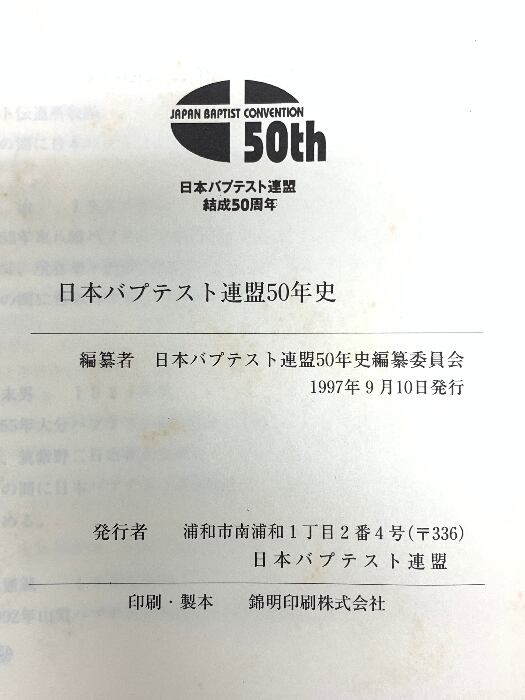 JAPAN BAPTIST CONVENTION
50th
日本バプテスト連盟
結成50周年
日本バプテスト連盟50年史
編纂者 日本バプテスト連盟50年史編纂委員会
1997年9月10日発行
発行者 浦和市南浦和1丁目2番4号(〒336)
日本バプテスト連盟
印刷・製本 錦明印刷株式会社